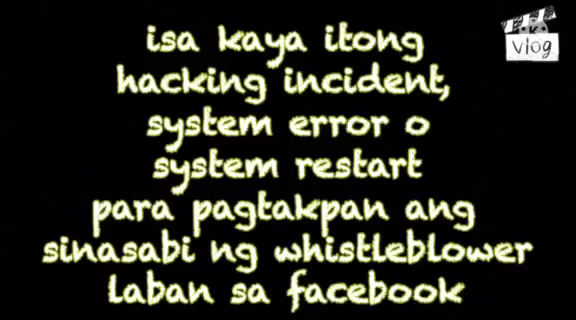 vlog
isa kaya itong
hacking incident,
system error o
system restart
para pagtakpan ang
sinasabi ng whistleblower
laban sa facebook